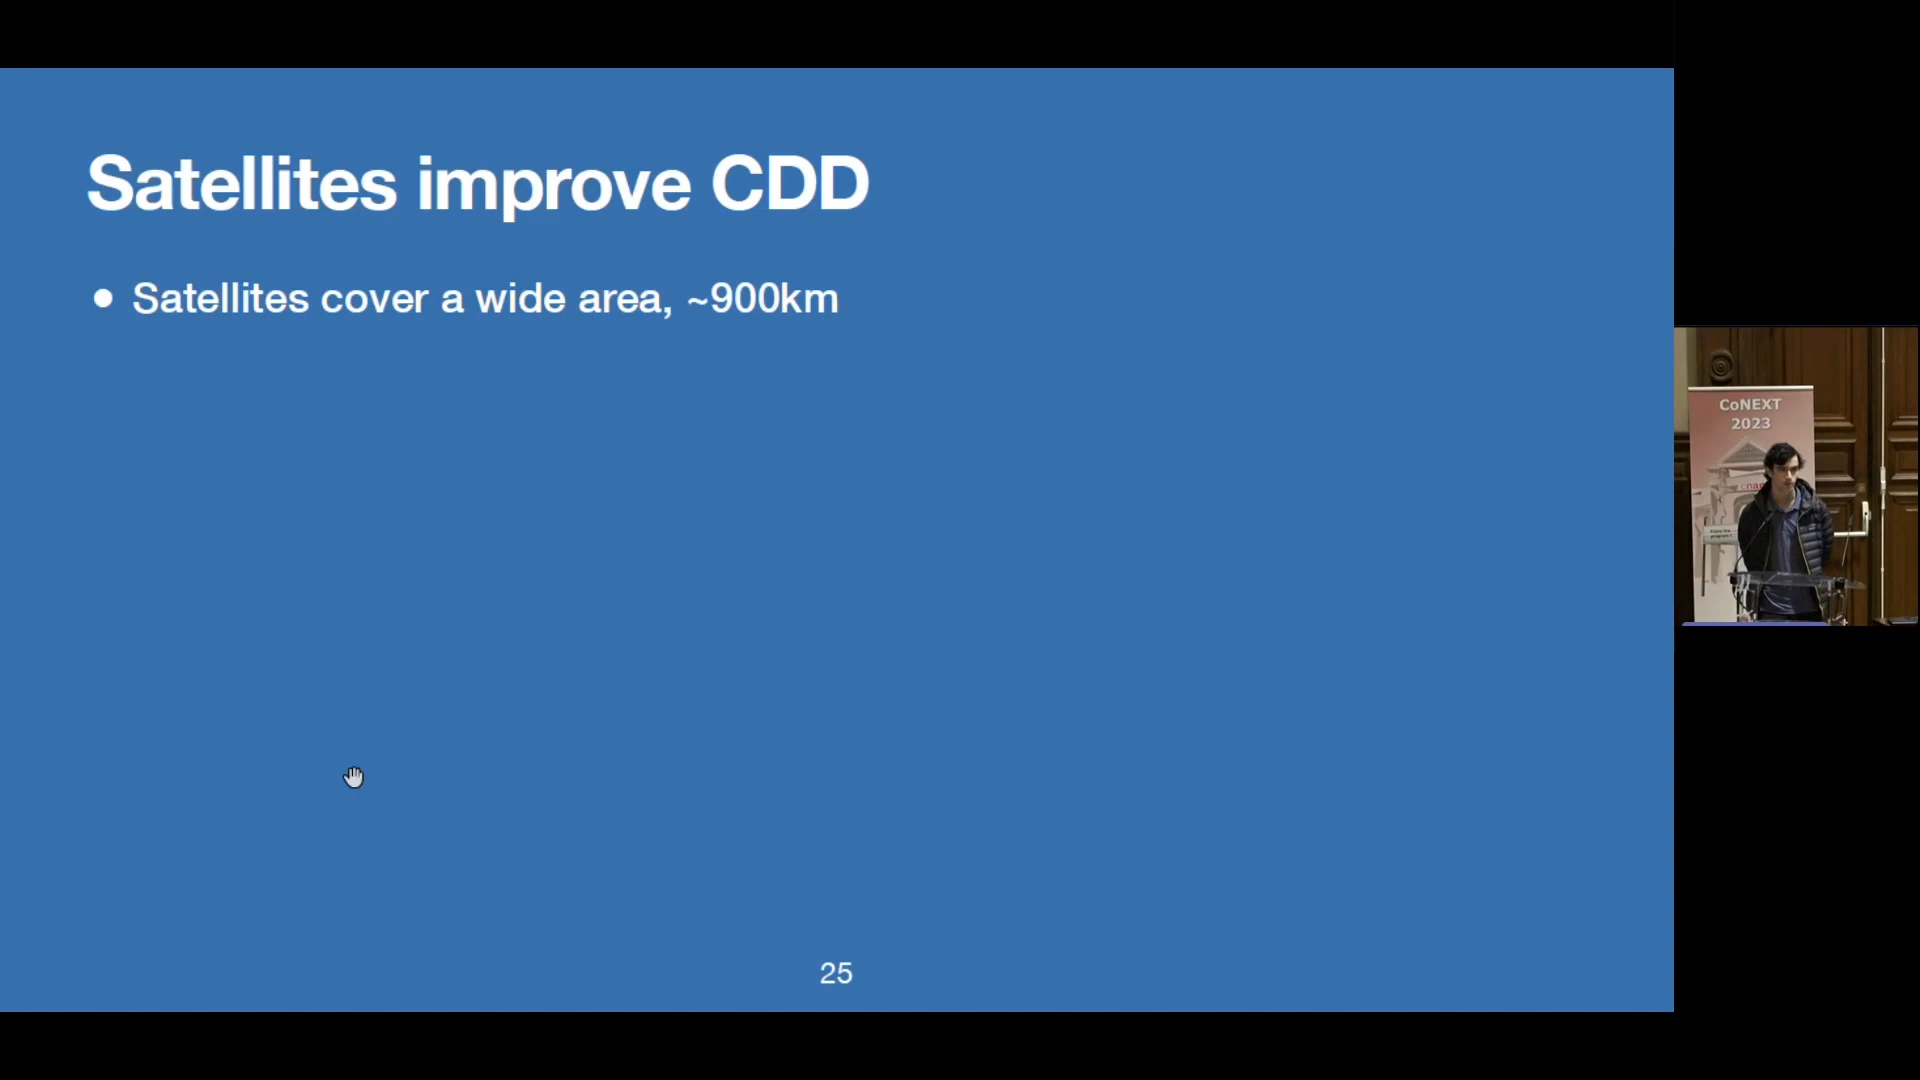 Satellites improve CDD
● Satellites cover a wide area, ~900km
25
CoNEXT
2023